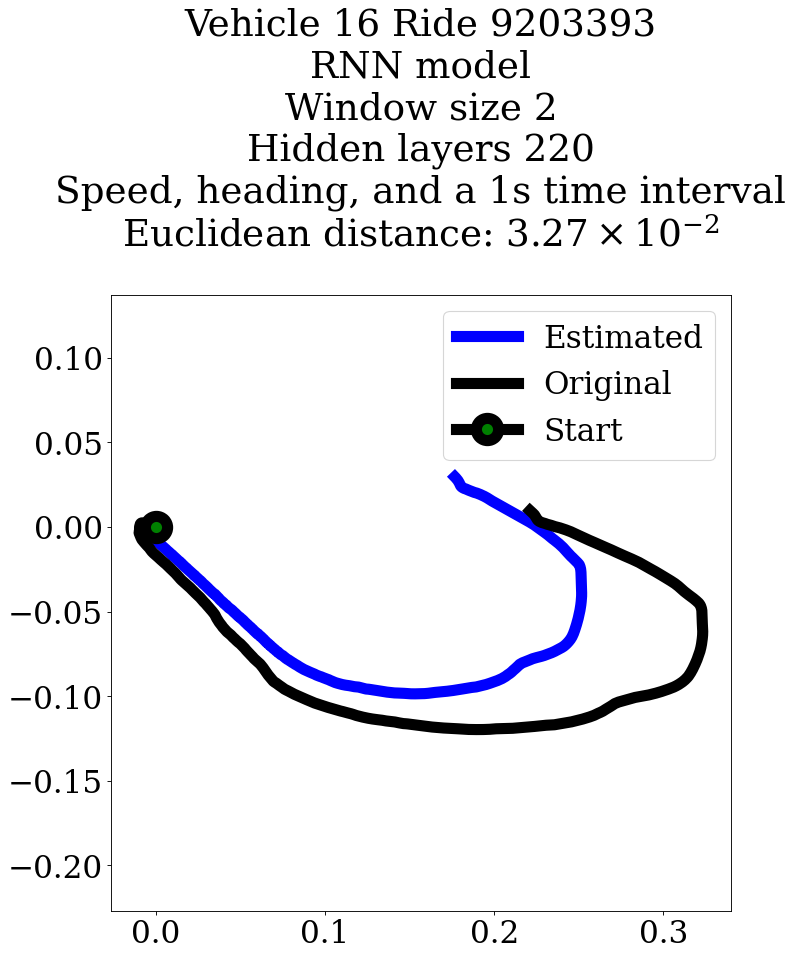 Vehicle 16 Ride 9203393
RNN model
Window size 2
Hidden layers 220
Speed, heading, and a 1s time interval
Euclidean distance: 3.27 × 10⁻²
Estimated
Original
Start
0.10
0.05
0.00
−0.05
−0.10
−0.15
−0.20
0.0 0.1 0.2 0.3